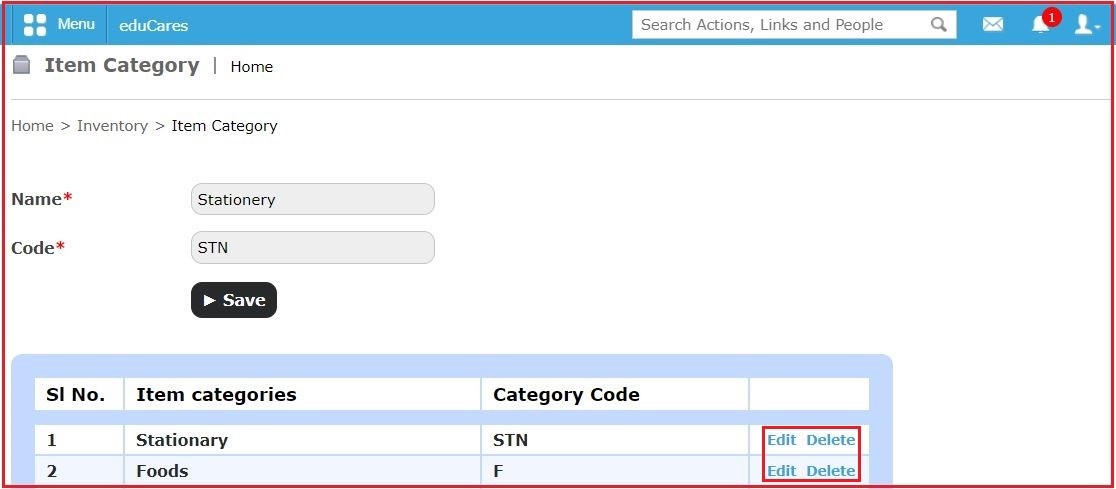 Menu eduCares Search Actions, Links and People 1
Item Category | Home
Home > Inventory > Item Category
Name* Stationery
Code* STN
► Save
Sl No. Item categories Category Code
1 Stationary STN Edit Delete
2 Foods F Edit Delete